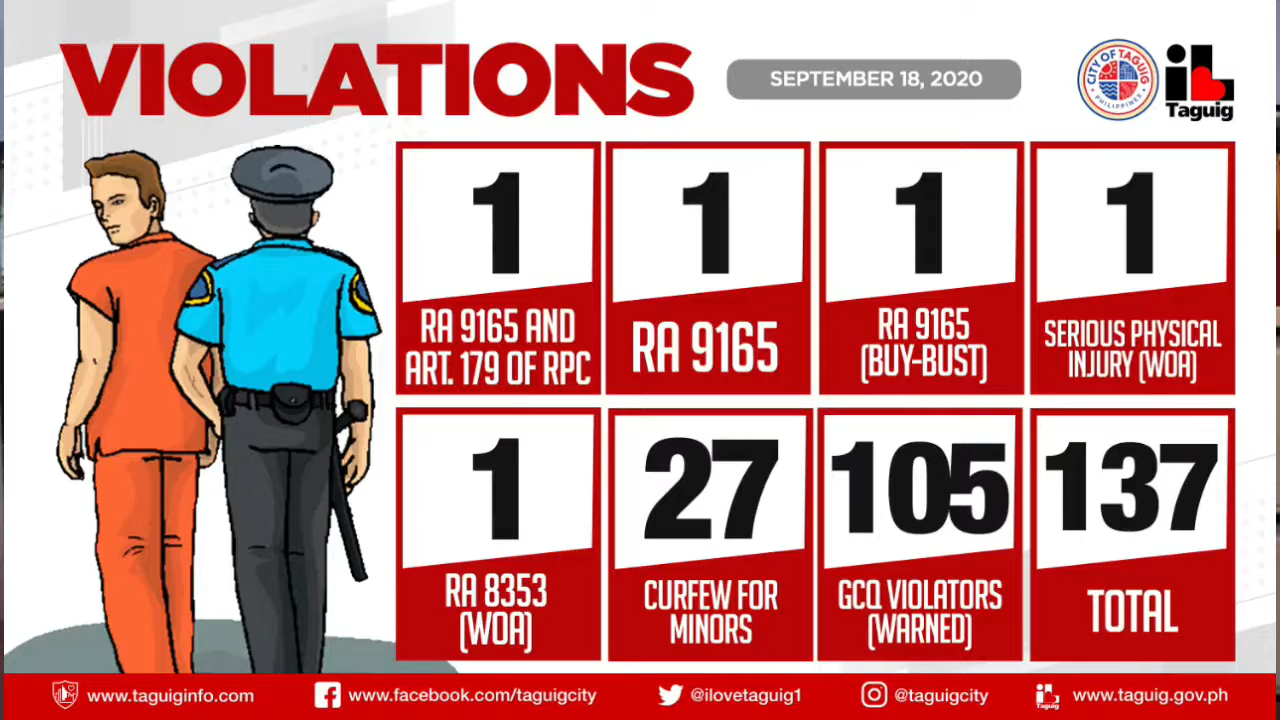 VIOLATIONS
SEPTEMBER 18, 2020
CITY OF TAGUIG
PHILIPPINES
iL
Taguig
1
RA 9165 AND
ART. 179 OF RPC
1
RA 9165
1
RA 9165
(BUY-BUST)
1
SERIOUS PHYSICAL
INJURY (WOA)
1
RA 8353
(WOA)
27
CURFEW FOR
MINORS
105
GCQ VIOLATORS
(WARNED)
137
TOTAL
www.taguiginfo.com
www.facebook.com/taguigcity
@ilovetaguig1
@taguigcity
iL
Taguig
www.taguig.gov.ph